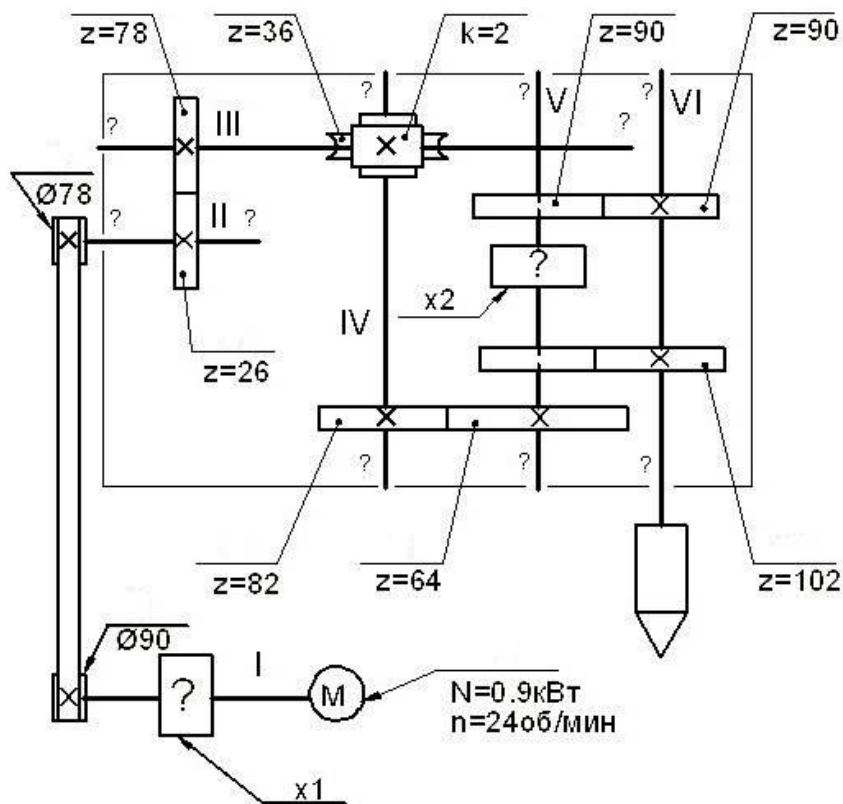 z=78
z=36
k=2
z=90
z=90
?
?
?
V
VI
?
III
?
Ø78
?
II
?
?
x2
IV
z=26
?
?
?
z=82
z=64
z=102
Ø90
I
?
M
N=0.9кВт
n=24об/мин
x1